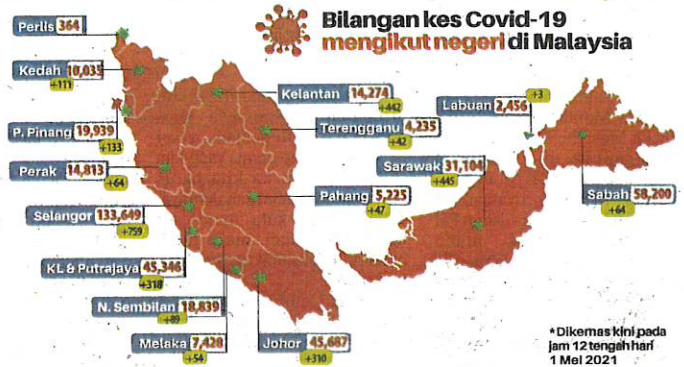 Bilangan kes Covid-19
mengikut negeri di Malaysia
Perlis 364
Kedah 10,035
+111
P. Pinang 19,939
+133
Perak 14,813
+64
Selangor 133,649
+759
KL & Putrajaya 45,346
+318
N. Sembilan 18,839
+89
Melaka 7,428
+54
Johor 45,687
+310
Kelantan 14,274
+442
Terengganu 4,235
+42
Pahang 5,225
+47
Labuan 2,456
+3
Sarawak 31,104
+445
Sabah 58,200
+64
*Dikemas kini pada
jam 12 tengah hari
1 Mei 2021